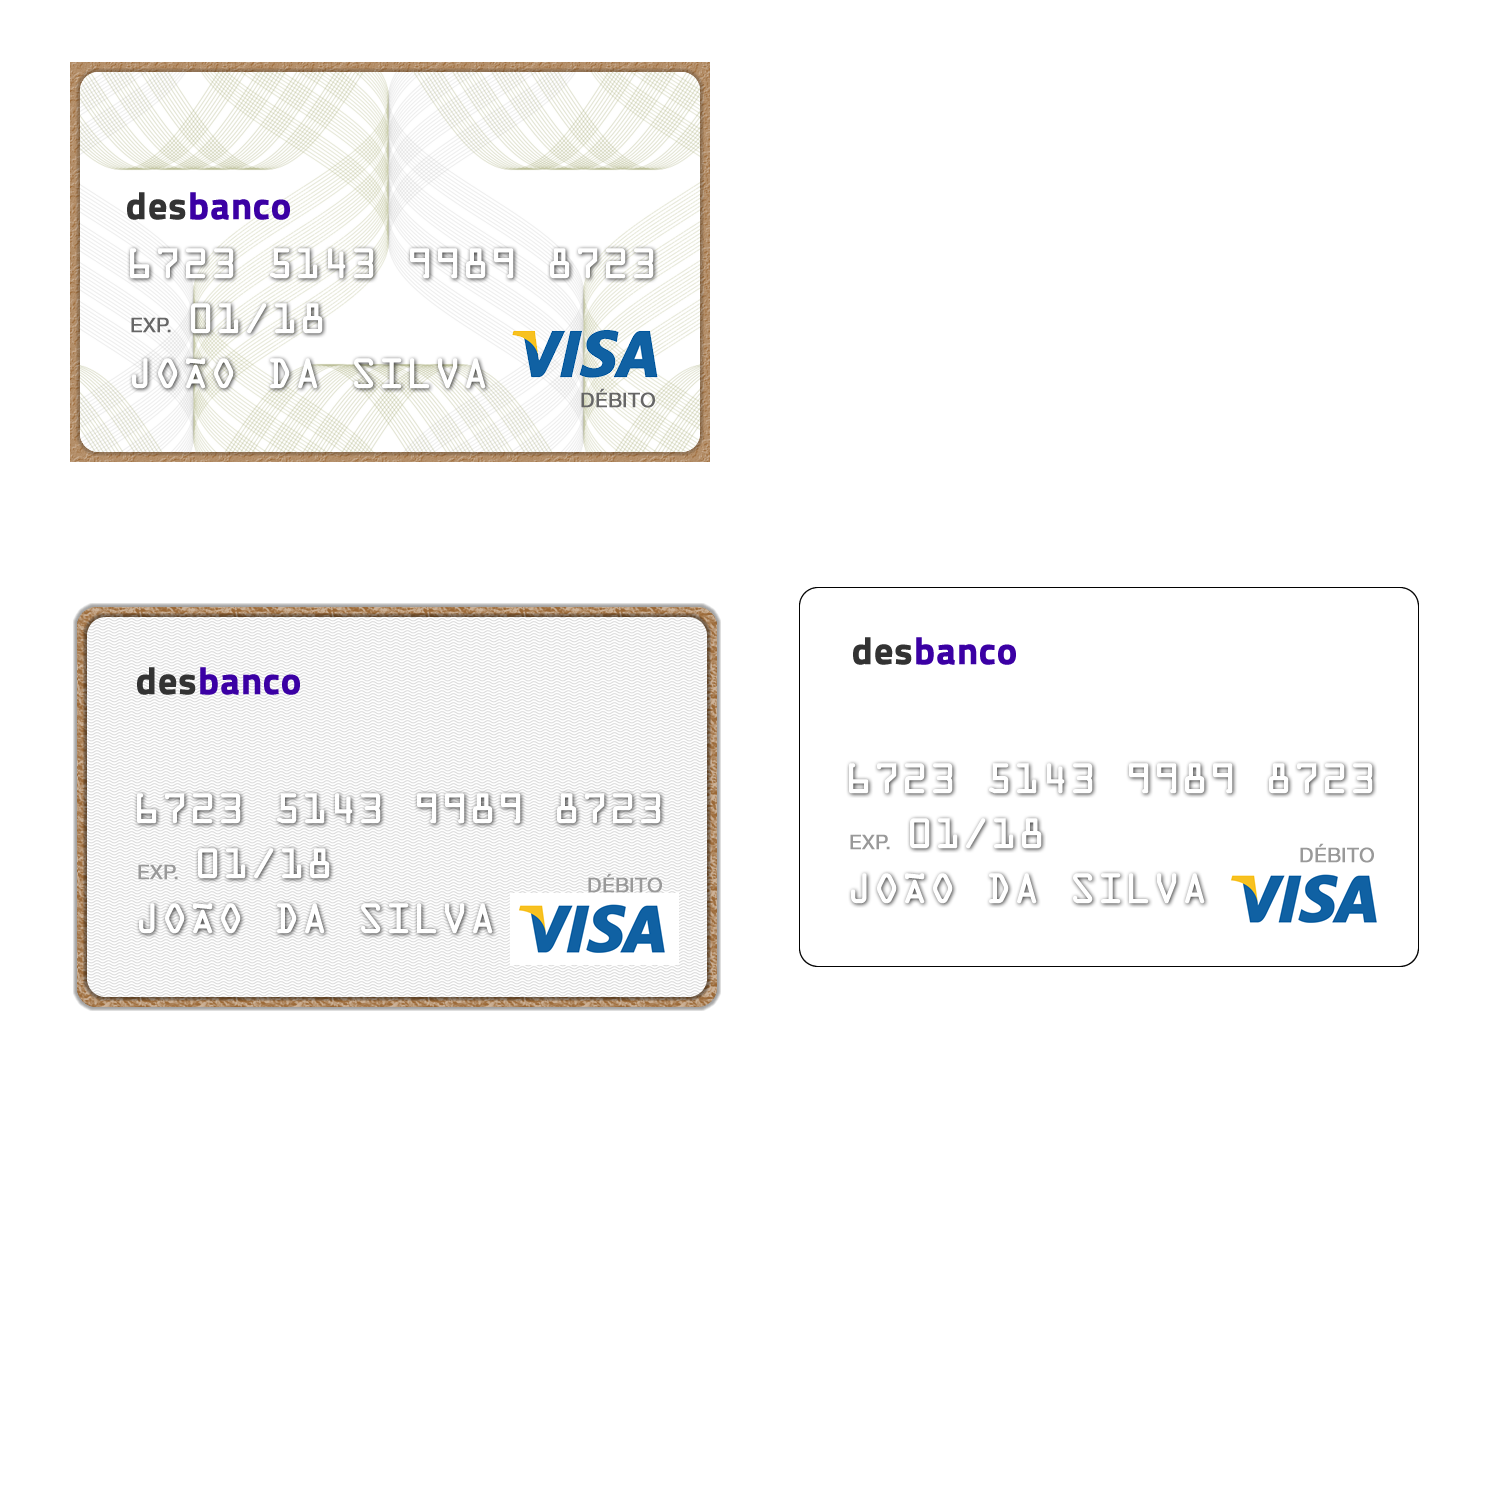 desbanco
6723 5143 9989 8723
EXP. 01/18
JOÃO DA SILVA
VISA
DÉBITO
desbanco
6723 5143 9989 8723
EXP. 01/18
DÉBITO
JOÃO DA SILVA
VISA
desbanco
6723 5143 9989 8723
EXP. 01/18
DÉBITO
JOÃO DA SILVA
VISA